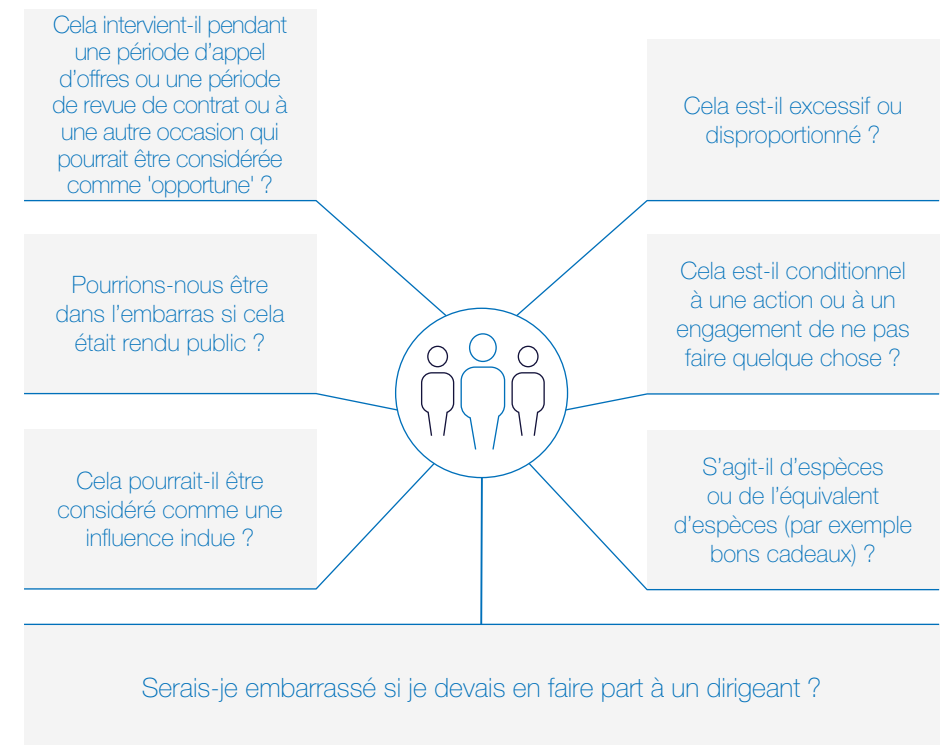 Cela intervient-il pendant
une période d'appel
d'offres ou une période
de revue de contrat ou à
une autre occasion qui
pourrait être considérée
comme 'opportune' ?
Cela est-il excessif ou
disproportionné ?
Pourrions-nous être
dans l'embarras si cela
était rendu public ?
Cela est-il conditionnel
à une action ou à un
engagement de ne pas
faire quelque chose ?
Cela pourrait-il être
considéré comme une
influence indue ?
S'agit-il d'espèces
ou de l'équivalent
d'espèces (par exemple
bons cadeaux) ?
Serais-je embarrassé si je devais en faire part à un dirigeant ?